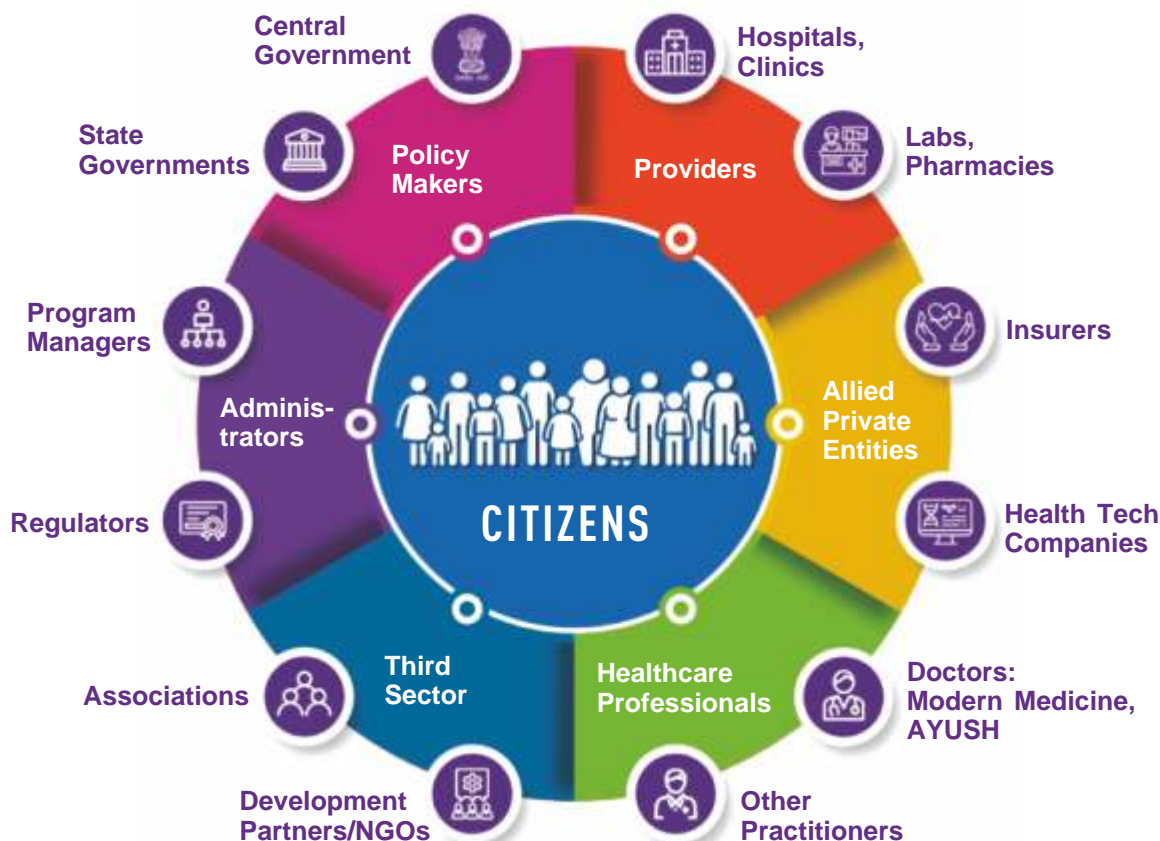 Central
Government
Hospitals,
Clinics
State
Governments
Policy
Makers
Providers
Labs,
Pharmacies
Program
Managers
Insurers
Adminis-
trators
Allied
Private
Entities
CITIZENS
Regulators
Health Tech
Companies
Associations
Third
Sector
Healthcare
Professionals
Doctors:
Modern Medicine,
AYUSH
Development
Partners/NGOs
Other
Practitioners